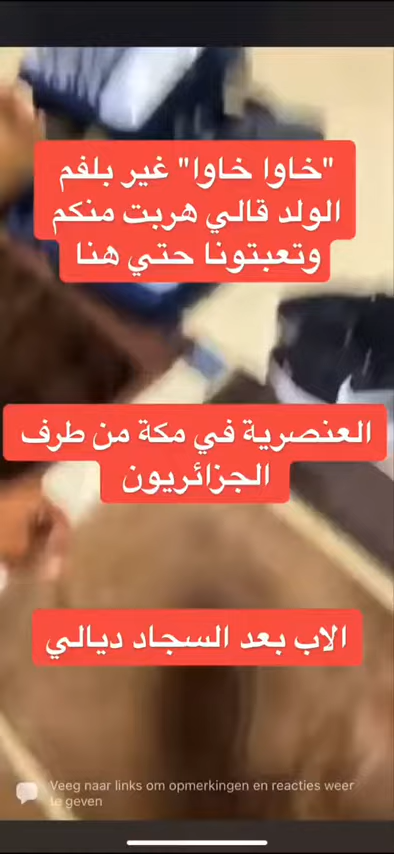 "خاوا خاوا" غير بلفم
الولد قالي هربت منكم
وتعبتونا حتي هنا
العنصرية في مكة من طرف
الجزائريون
الاب بعد السجاد ديالي
Veeg naar links om opmerkingen en reacties weer
te geven